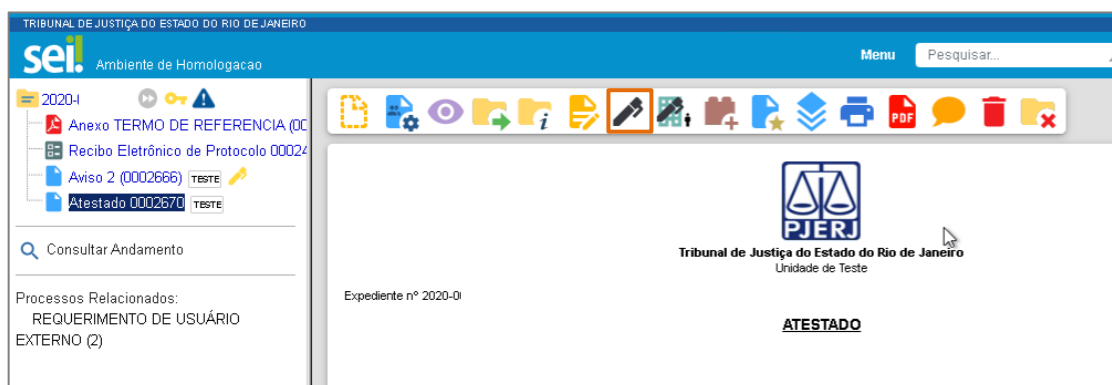 TRIBUNAL DE JUSTIÇA DO ESTADO DO RIO DE JANEIRO
sei! Ambiente de Homologacao
Menu Pesquisar...
2020-
Anexo TERMO DE REFERENCIA (00
Recibo Eletrônico de Protocolo 00024
Aviso 2 (0002666) TESTE
Atestado 0002670 TESTE
Consultar Andamento
Processos Relacionados:
REQUERIMENTO DE USUÁRIO
EXTERNO (2)
PDF
PJERJ
Tribunal de Justiça do Estado do Rio de Janeiro
Unidade de Teste
Expediente nº 2020-0
ATESTADO